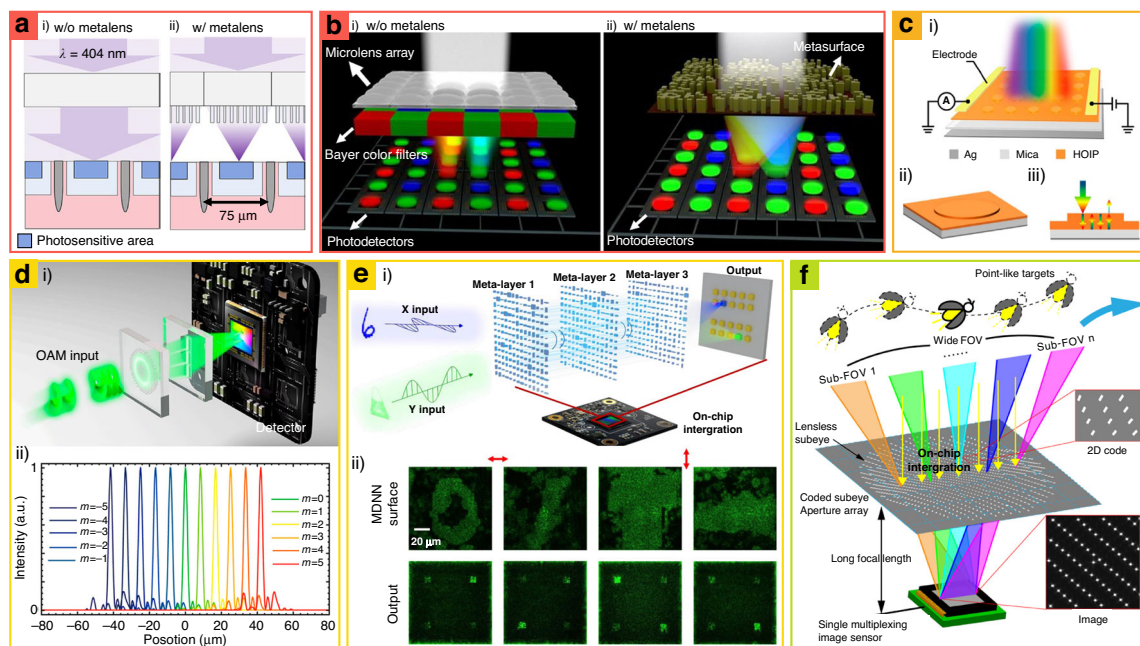 a
i) w/o metalens
ii) w/ metalens
λ = 404 nm
75 μm
Photosensitive area
b
i) w/o metalens
Microlens array
Bayer color filters
Photodetectors
ii) w/ metalens
Metasurface
Photodetectors
c
i)
Electrode
A
Ag
Mica
HOIP
ii)
iii)
d
i)
OAM input
Detector
ii)
Intensity (a.u.)
1
0
m=−5
m=−4
m=−3
m=−2
m=−1
m=0
m=1
m=2
m=3
m=4
m=5
−80
−60
−40
−20
0
20
40
60
80
Posotion (μm)
e
i)
Meta-layer 1
Meta-layer 2
Meta-layer 3
Output
6
X input
Y input
On-chip
intergration
ii)
MDNN
surface
20 μm
Output
f
Point-like targets
Wide FOV
......
Sub-FOV 1
Sub-FOV n
Lensless
subeye
On-chip
intergration
2D code
Coded subeye
Aperture array
Long focal length
Single multiplexing
image sensor
Image